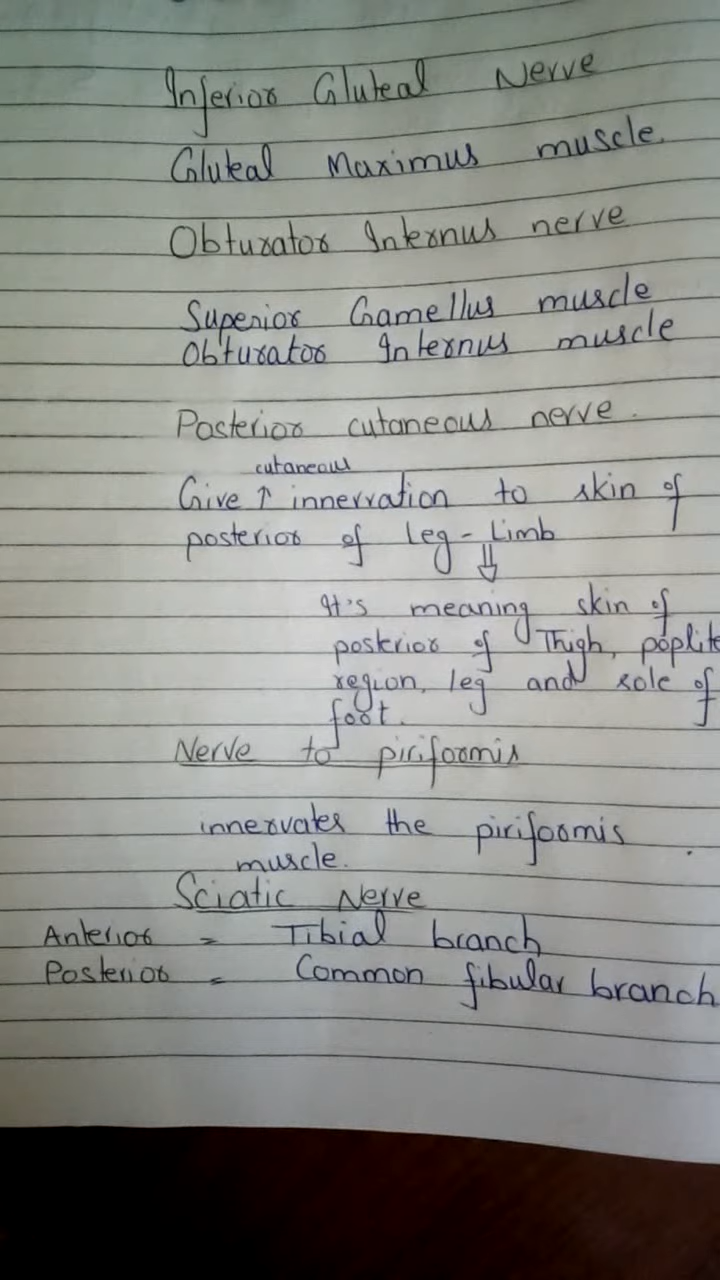 Inferior Gluteal Nerve
Gluteal Maximus muscle.
Obturator Internus nerve
Superior Gamellus muscle
Obturator Internus muscle
Posterior cutaneous nerve.
cutaneous
Give ↑ innervation to skin of
posterior of leg - Limb
⇓
It's meaning skin of
posterior of Thigh, poplite
region, leg and sole of
foot.
Nerve to piriformis
innervates the piriformis
muscle.
Sciatic Nerve
Anterior = Tibial branch
Posterior = Common fibular branch